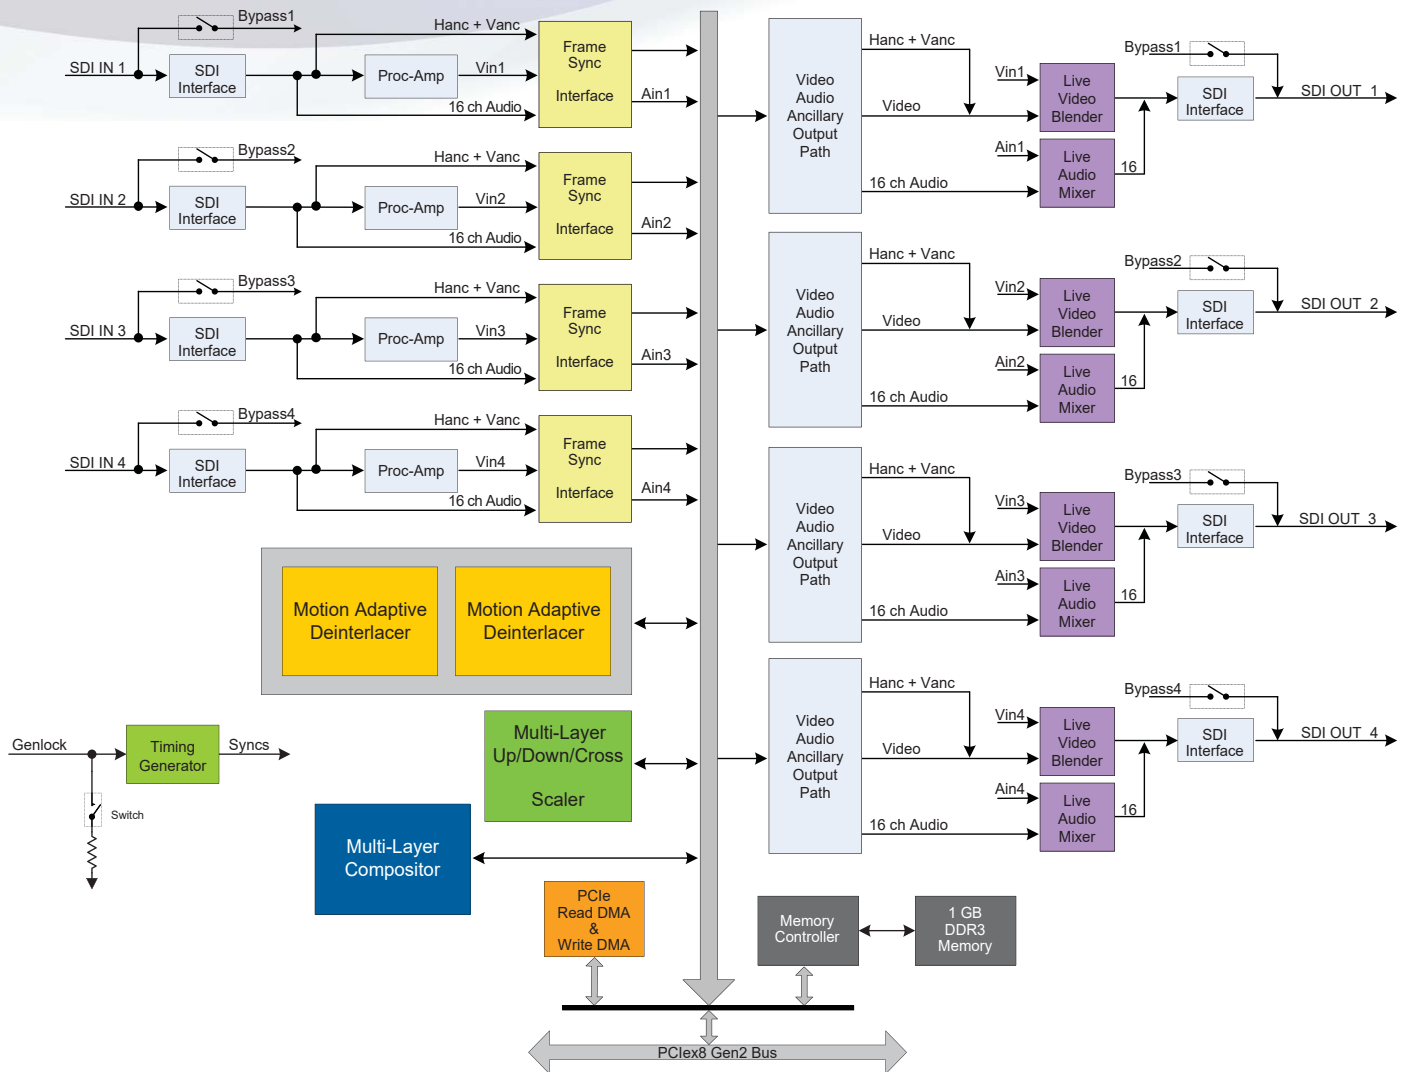 Bypass1
SDI IN 1
SDI
Interface
Hanc + Vanc
Proc-Amp
Vin1
16 ch Audio
Frame
Sync
Interface
Ain1
Bypass2
SDI IN 2
SDI
Interface
Hanc + Vanc
Proc-Amp
Vin2
16 ch Audio
Frame
Sync
Interface
Ain2
Bypass3
SDI IN 3
SDI
Interface
Hanc + Vanc
Proc-Amp
Vin3
16 ch Audio
Frame
Sync
Interface
Ain3
Bypass4
SDI IN 4
SDI
Interface
Hanc + Vanc
Proc-Amp
Vin4
16 ch Audio
Frame
Sync
Interface
Ain4
Motion Adaptive
Deinterlacer
Motion Adaptive
Deinterlacer
Genlock
Timing
Generator
Syncs
Switch
Multi-Layer
Up/Down/Cross
Scaler
Multi-Layer
Compositor
PCIe
Read DMA
&
Write DMA
Memory
Controller
1 GB
DDR3
Memory
PCIex8 Gen2 Bus
Video
Audio
Ancillary
Output
Path
Hanc + Vanc
Video
16 ch Audio
Vin1
Live
Video
Blender
Ain1
Live
Audio
Mixer
16
Bypass1
SDI
Interface
SDI OUT 1
Video
Audio
Ancillary
Output
Path
Hanc + Vanc
Video
16 ch Audio
Vin2
Live
Video
Blender
Ain2
Live
Audio
Mixer
16
Bypass2
SDI
Interface
SDI OUT 2
Video
Audio
Ancillary
Output
Path
Hanc + Vanc
Video
16 ch Audio
Vin3
Live
Video
Blender
Ain3
Live
Audio
Mixer
16
Bypass3
SDI
Interface
SDI OUT 3
Video
Audio
Ancillary
Output
Path
Hanc + Vanc
Video
16 ch Audio
Vin4
Live
Video
Blender
Ain4
Live
Audio
Mixer
16
Bypass4
SDI
Interface
SDI OUT 4